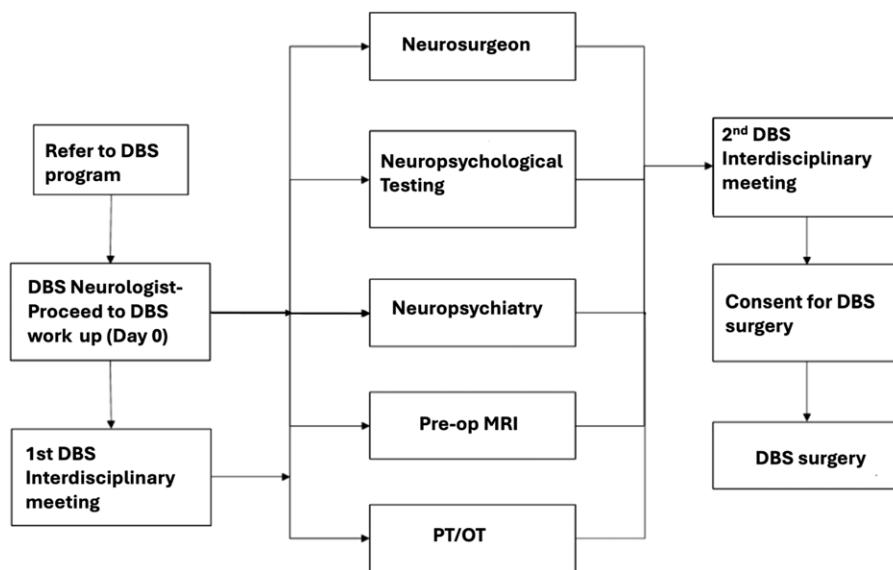 Refer to DBS
program
DBS Neurologist-
Proceed to DBS
work up (Day 0)
1st DBS
Interdisciplinary
meeting
Neurosurgeon
Neuropsychological
Testing
Neuropsychiatry
Pre-op MRI
PT/OT
2nd DBS
Interdisciplinary
meeting
Consent for DBS
surgery
DBS surgery